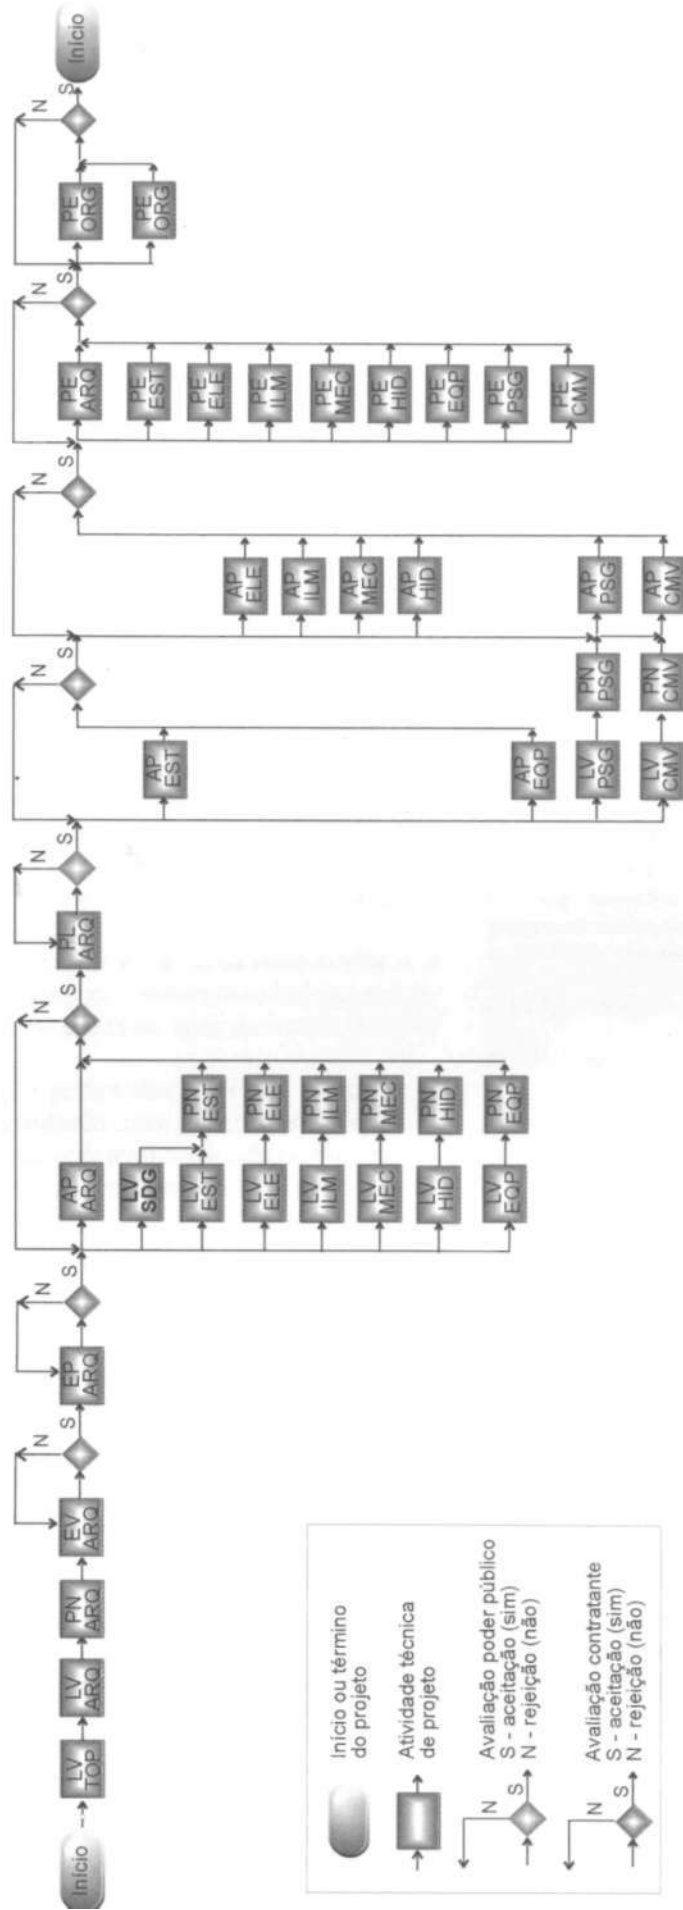 Início
LV
TOP
LV
ARQ
PN
ARQ
EV
ARQ
N
S
EP
ARQ
N
S
AP
ARQ
LV
SDG
LV
EST
PN
EST
LV
ELE
PN
ELE
LV
ILM
PN
ILM
LV
MEC
PN
MEC
LV
HID
PN
HID
LV
EQP
PN
EQP
N
S
PL
ARQ
N
S
AP
EST
AP
EQP
LV
PSG
PN
PSG
LV
CMV
PN
CMV
N
S
AP
ELE
AP
ILM
AP
MEC
AP
HID
AP
PSG
AP
CMV
N
S
PE
ARQ
PE
EST
PE
ELE
PE
ILM
PE
MEC
PE
HID
PE
EQP
PE
PSG
PE
CMV
N
S
PE
ORG
PE
ORG
N
S
Início
Início ou término
do projeto
Atividade técnica
de projeto
N
S
Avaliação poder público
S - aceitação (sim)
N - rejeição (não)
N
S
Avaliação contratante
S - aceitação (sim)
N - rejeição (não)